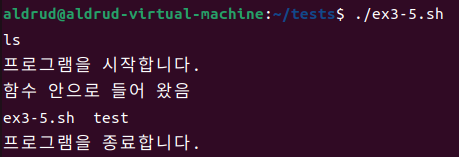 aldrud@aldrud-virtual-machine:~/tests$ ./ex3-5.sh
ls
프로그램을 시작합니다.
함수 안으로 들어 왔음
ex3-5.sh  test
프로그램을 종료합니다.